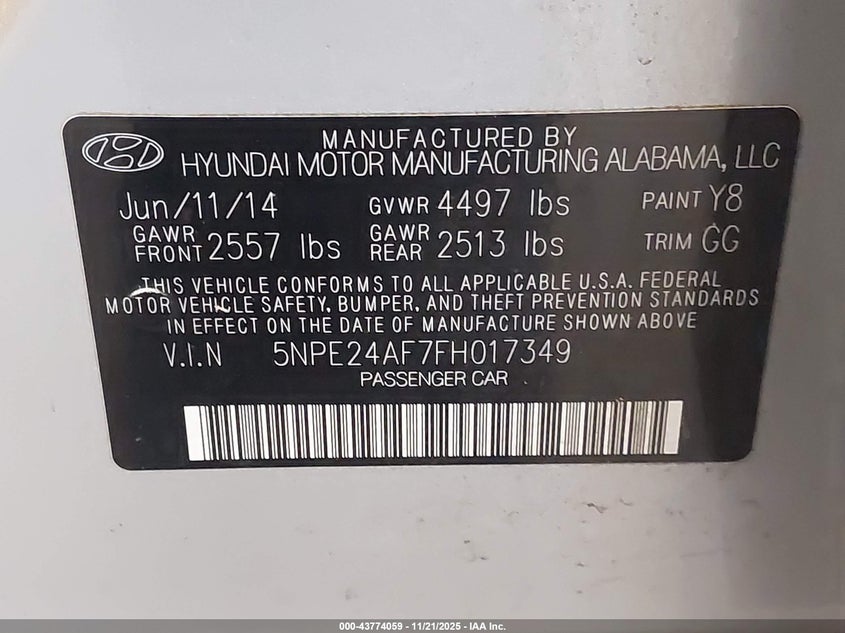 MANUFACTURED BY
HYUNDAI MOTOR MANUFACTURING ALABAMA, LLC
Jun/11/14 GVWR 4497 lbs PAINT Y8
GAWR FRONT 2557 lbs GAWR REAR 2513 lbs TRIM GG
THIS VEHICLE CONFORMS TO ALL APPLICABLE U.S.A. FEDERAL
MOTOR VEHICLE SAFETY, BUMPER, AND THEFT PREVENTION STANDARDS
IN EFFECT ON THE DATE OF MANUFACTURE SHOWN ABOVE
V.I.N 5NPE24AF7FH017349
PASSENGER CAR
000-43774059 - 11/21/2025 - IAA Inc.